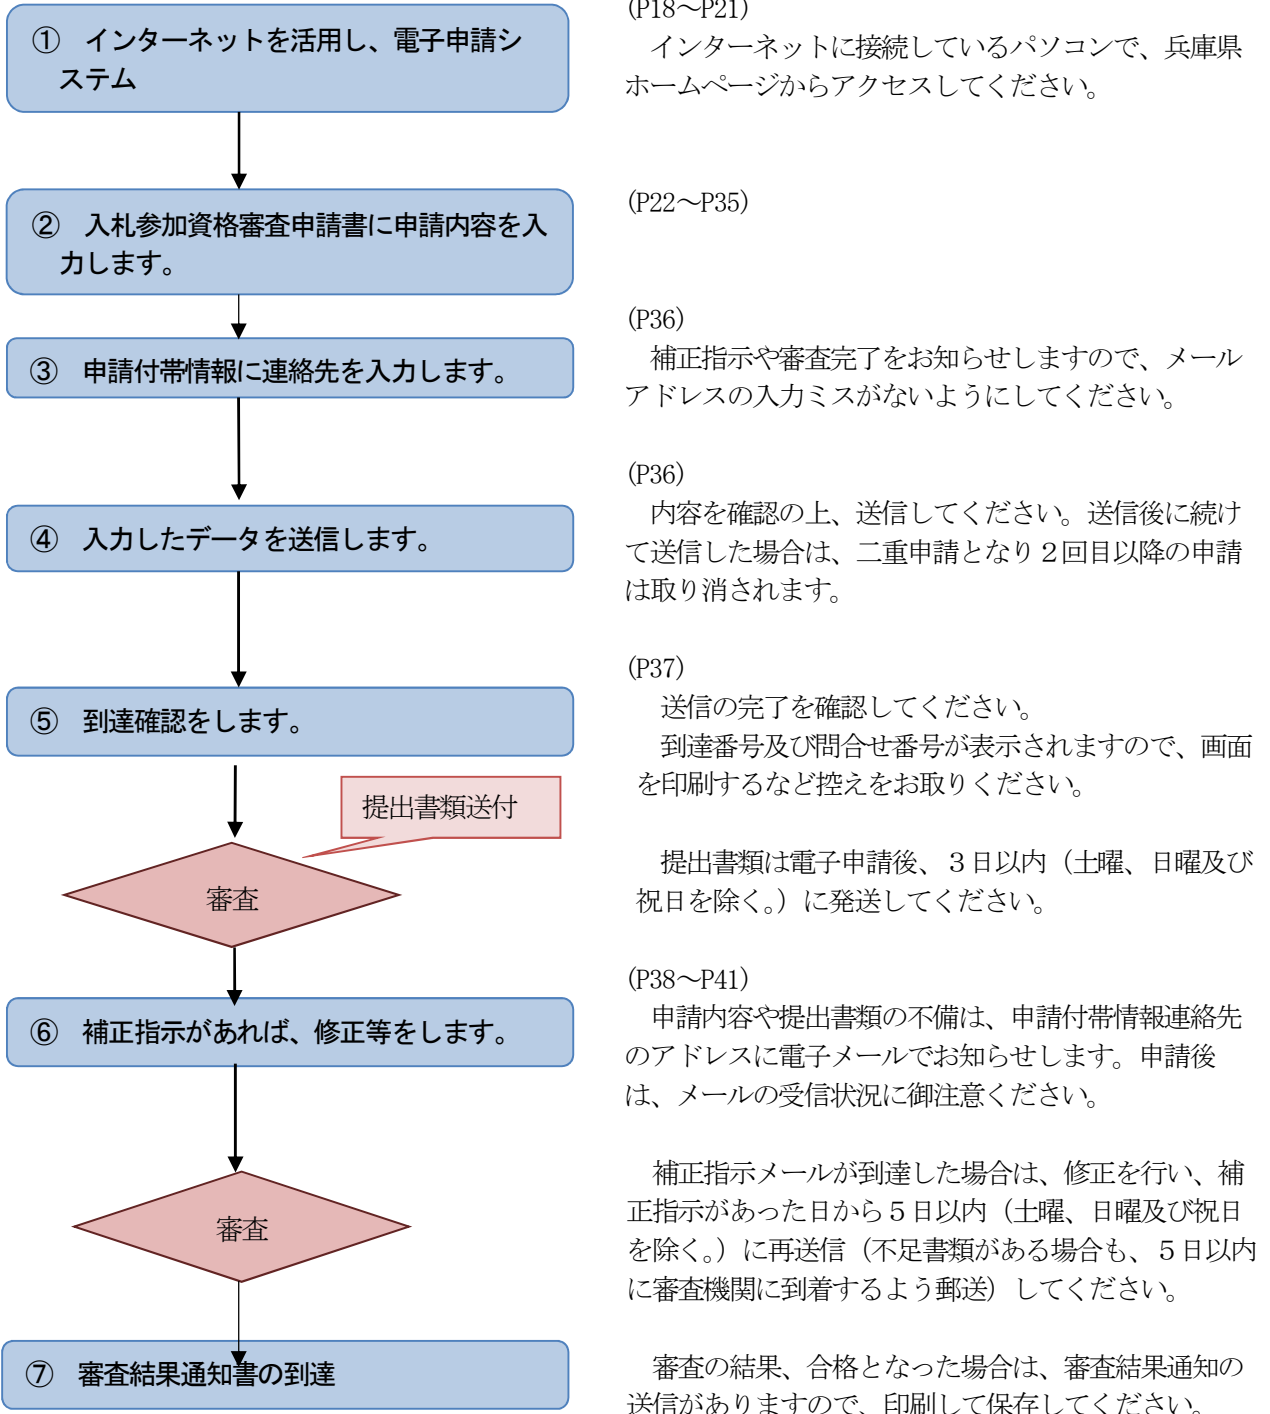 (P18～P21)
① インターネットを活用し、電子申請シ
ステム
インターネットに接続しているパソコンで、兵庫県
ホームページからアクセスしてください。
② 入札参加資格審査申請書に申請内容を入
力します。
(P22～P35)
③ 申請付帯情報に連絡先を入力します。
(P36)
補正指示や審査完了をお知らせしますので、メール
アドレスの入力ミスがないようにしてください。
④ 入力したデータを送信します。
(P36)
内容を確認の上、送信してください。送信後に続け
て送信した場合は、二重申請となり２回目以降の申請
は取り消されます。
⑤ 到達確認をします。
(P37)
送信の完了を確認してください。
到達番号及び問合せ番号が表示されますので、画面
を印刷するなど控えをお取りください。
提出書類送付
審査
提出書類は電子申請後、３日以内（土曜、日曜及び
祝日を除く。）に発送してください。
⑥ 補正指示があれば、修正等をします。
(P38～P41)
申請内容や提出書類の不備は、申請付帯情報連絡先
のアドレスに電子メールでお知らせします。申請後
は、メールの受信状況に御注意ください。
審査
補正指示メールが到達した場合は、修正を行い、補
正指示があった日から５日以内（土曜、日曜及び祝日
を除く。）に再送信（不足書類がある場合も、５日以内
に審査機関に到着するよう郵送）してください。
⑦ 審査結果通知書の到達
審査の結果、合格となった場合は、審査結果通知の
送信がありますので、印刷して保存してください。